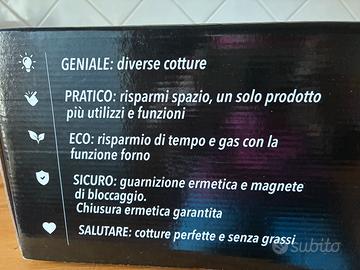 GENIALE: diverse cotture
PRATICO: risparmi spazio, un solo prodotto
più utilizzi e funzioni
ECO: risparmio di tempo e gas con la
funzione forno
SICURO: guarnizione ermetica e magnete
di bloccaggio.
Chiusura ermetica garantita
SALUTARE: cotture perfette e senza grassi
subito